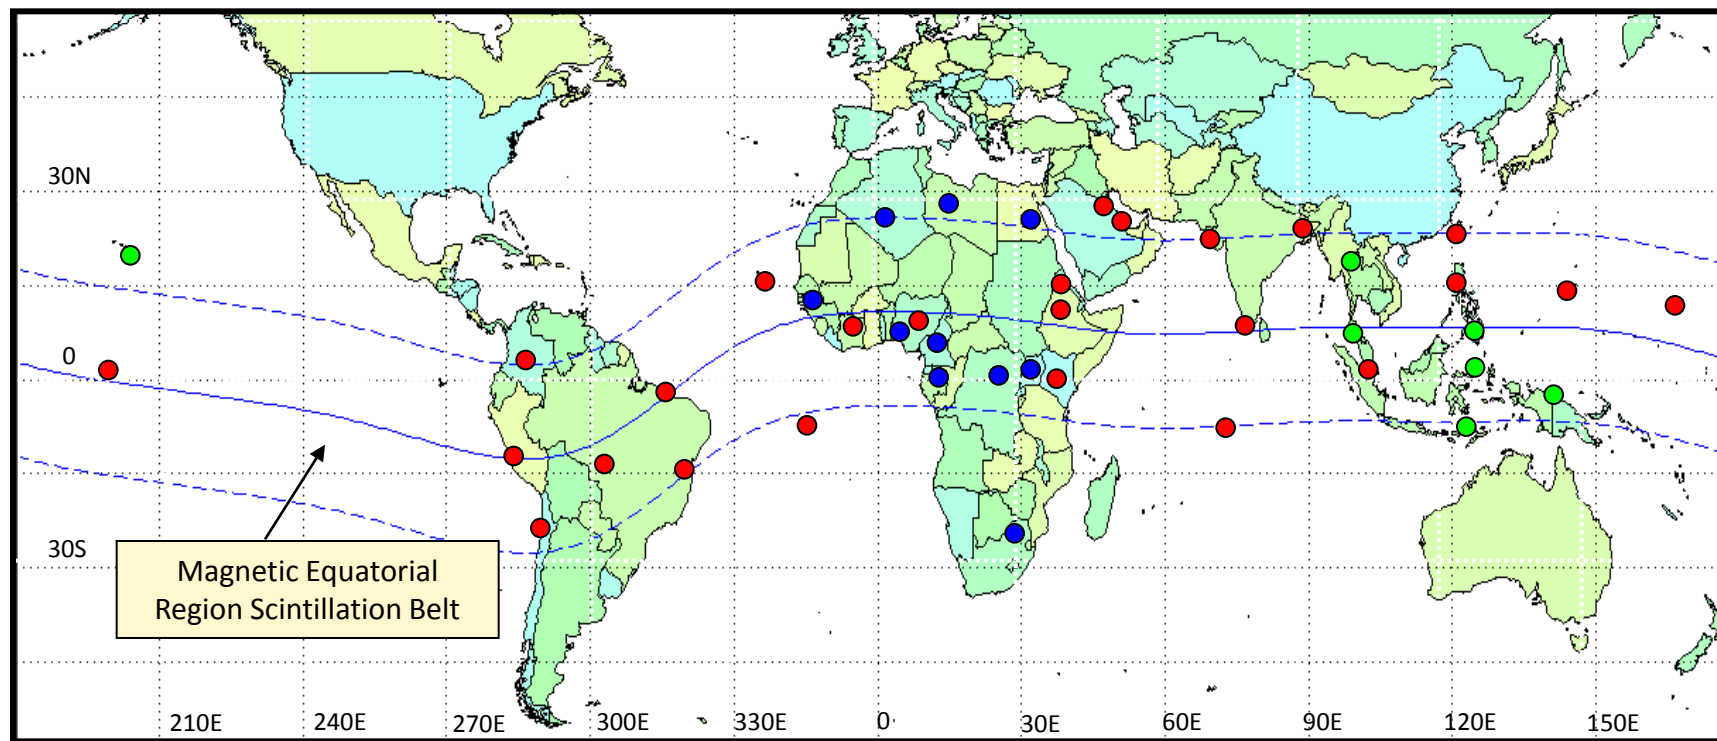 30N
0
30S
Magnetic Equatorial
Region Scintillation Belt
210E
240E
270E
300E
330E
0
30E
60E
90E
120E
150E